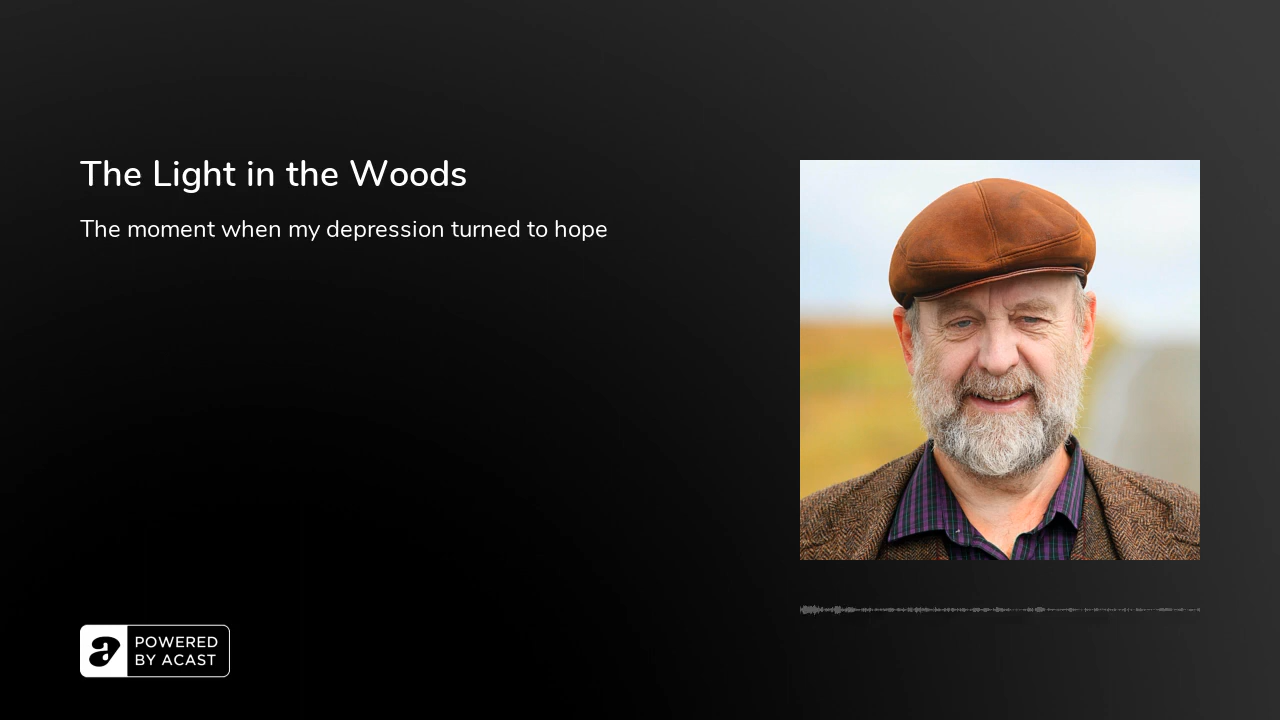 The Light in the Woods
The moment when my depression turned to hope
a POWERED
BY ACAST